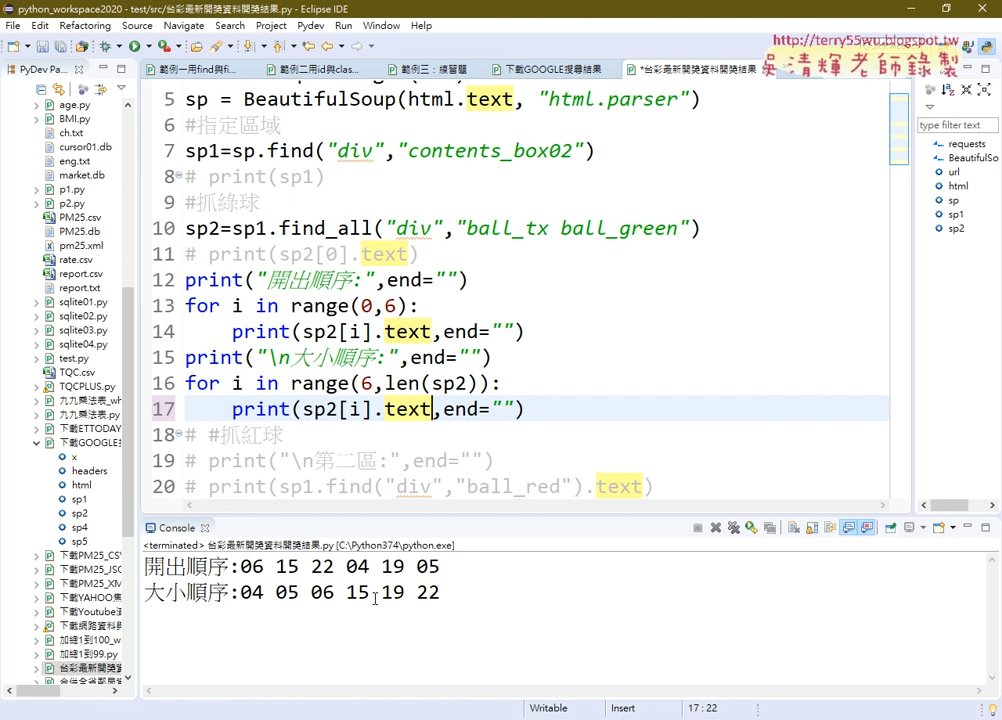 python_workspace2020 - test/src/台彩最新開獎資料開獎結果.py - Eclipse IDE
File Edit Refactoring Source Navigate Search Project Pydev Run Window Help
http://terry55wu.blogspot.tw
吳清輝老師錄製
PyDev Pa...
範例一用find與fi...
範例二用id與clas...
範例三：練習題
下載GOOGLE搜尋結果
*台彩最新開獎資料開獎結果
age.py
BMI.py
ch.txt
cursor01.db
eng.txt
market.db
p1.py
p2.py
PM25.csv
PM25.db
pm25.xml
rate.csv
report.csv
report.txt
sqlite01.py
sqlite02.py
sqlite03.py
sqlite04.py
test.py
TQC.csv
TQCPLUS.py
九九乘法表_wh
九九乘法表.py
下載ETTODAY
下載GOOGLE搜
x
headers
html
sp1
sp2
sp4
sp5
下載PM25_CSV
下載PM25_JSO
下載PM25_XM
下載YAHOO焦
下載Youtube清
下載網路資料與
加總1到100_w
加總1到99.py
台彩最新開獎資
5 sp = BeautifulSoup(html.text, "html.parser")
6 #指定區域
7 sp1=sp.find("div","contents_box02")
8 # print(sp1)
9 #抓綠球
10 sp2=sp1.find_all("div","ball_tx ball_green")
11 # print(sp2[0].text)
12 print("開出順序:",end="")
13 for i in range(0,6):
14 print(sp2[i].text,end="")
15 print("\n大小順序:",end="")
16 for i in range(6,len(sp2)):
17 print(sp2[i].text,end="")
18 # #抓紅球
19 # print("\n第二區:",end="")
20 # print(sp1.find("div","ball_red").text)
type filter text
requests
BeautifulSo
url
html
sp
sp1
sp2
Console
<terminated> 台彩最新開獎資料開獎結果.py [C:\Python374\python.exe]
開出順序:06 15 22 04 19 05
大小順序:04 05 06 15 19 22
Writable Insert 17 : 22